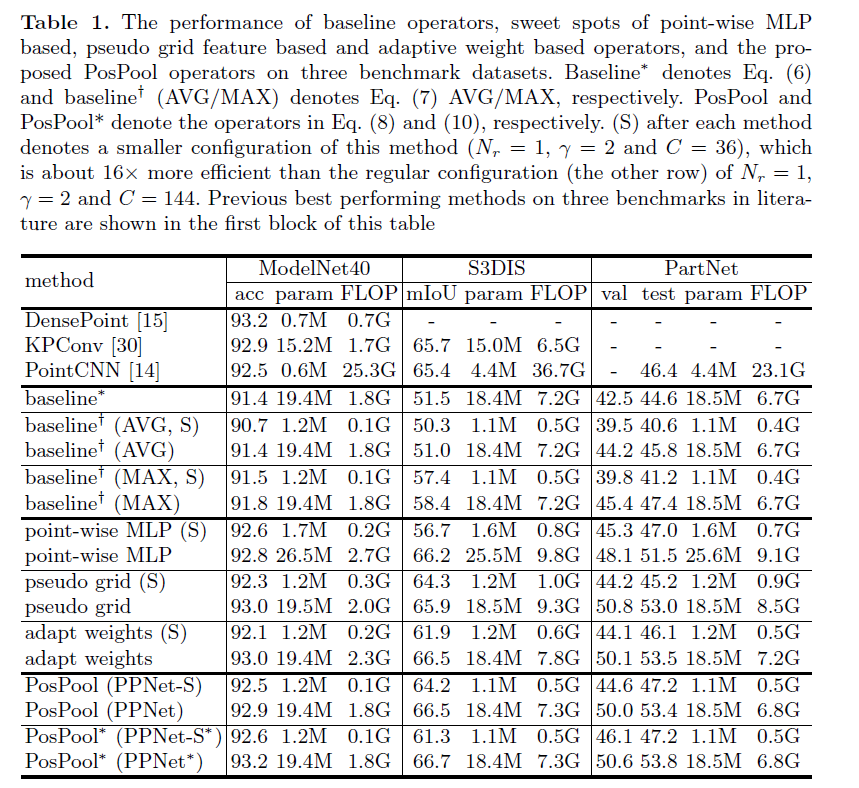 Table 1. The performance of baseline operators, sweet spots of point-wise MLP
based, pseudo grid feature based and adaptive weight based operators, and the pro-
posed PosPool operators on three benchmark datasets. Baseline* denotes Eq. (6)
and baseline† (AVG/MAX) denotes Eq. (7) AVG/MAX, respectively. PosPool and
PosPool* denote the operators in Eq. (8) and (10), respectively. (S) after each method
denotes a smaller configuration of this method (Nr = 1, γ = 2 and C = 36), which
is about 16× more efficient than the regular configuration (the other row) of Nr = 1,
γ = 2 and C = 144. Previous best performing methods on three benchmarks in litera-
ture are shown in the first block of this table
method ModelNet40 S3DIS PartNet
acc param FLOP mIoU param FLOP val test param FLOP
DensePoint [15] 93.2 0.7M 0.7G - - - - - - -
KPConv [30] 92.9 15.2M 1.7G 65.7 15.0M 6.5G - - - -
PointCNN [14] 92.5 0.6M 25.3G 65.4 4.4M 36.7G - 46.4 4.4M 23.1G
baseline* 91.4 19.4M 1.8G 51.5 18.4M 7.2G 42.5 44.6 18.5M 6.7G
baseline† (AVG, S) 90.7 1.2M 0.1G 50.3 1.1M 0.5G 39.5 40.6 1.1M 0.4G
baseline† (AVG) 91.4 19.4M 1.8G 51.0 18.4M 7.2G 44.2 45.8 18.5M 6.7G
baseline† (MAX, S) 91.5 1.2M 0.1G 57.4 1.1M 0.5G 39.8 41.2 1.1M 0.4G
baseline† (MAX) 91.8 19.4M 1.8G 58.4 18.4M 7.2G 45.4 47.4 18.5M 6.7G
point-wise MLP (S) 92.6 1.7M 0.2G 56.7 1.6M 0.8G 45.3 47.0 1.6M 0.7G
point-wise MLP 92.8 26.5M 2.7G 66.2 25.5M 9.8G 48.1 51.5 25.6M 9.1G
pseudo grid (S) 92.3 1.2M 0.3G 64.3 1.2M 1.0G 44.2 45.2 1.2M 0.9G
pseudo grid 93.0 19.5M 2.0G 65.9 18.5M 9.3G 50.8 53.0 18.5M 8.5G
adapt weights (S) 92.1 1.2M 0.2G 61.9 1.2M 0.6G 44.1 46.1 1.2M 0.5G
adapt weights 93.0 19.4M 2.3G 66.5 18.4M 7.8G 50.1 53.5 18.5M 7.2G
PosPool (PPNet-S) 92.5 1.2M 0.1G 64.2 1.1M 0.5G 44.6 47.2 1.1M 0.5G
PosPool (PPNet) 92.9 19.4M 1.8G 66.5 18.4M 7.3G 50.0 53.4 18.5M 6.8G
PosPool* (PPNet-S*) 92.6 1.2M 0.1G 61.3 1.1M 0.5G 46.1 47.2 1.1M 0.5G
PosPool* (PPNet*) 93.2 19.4M 1.8G 66.7 18.4M 7.3G 50.6 53.8 18.5M 6.8G